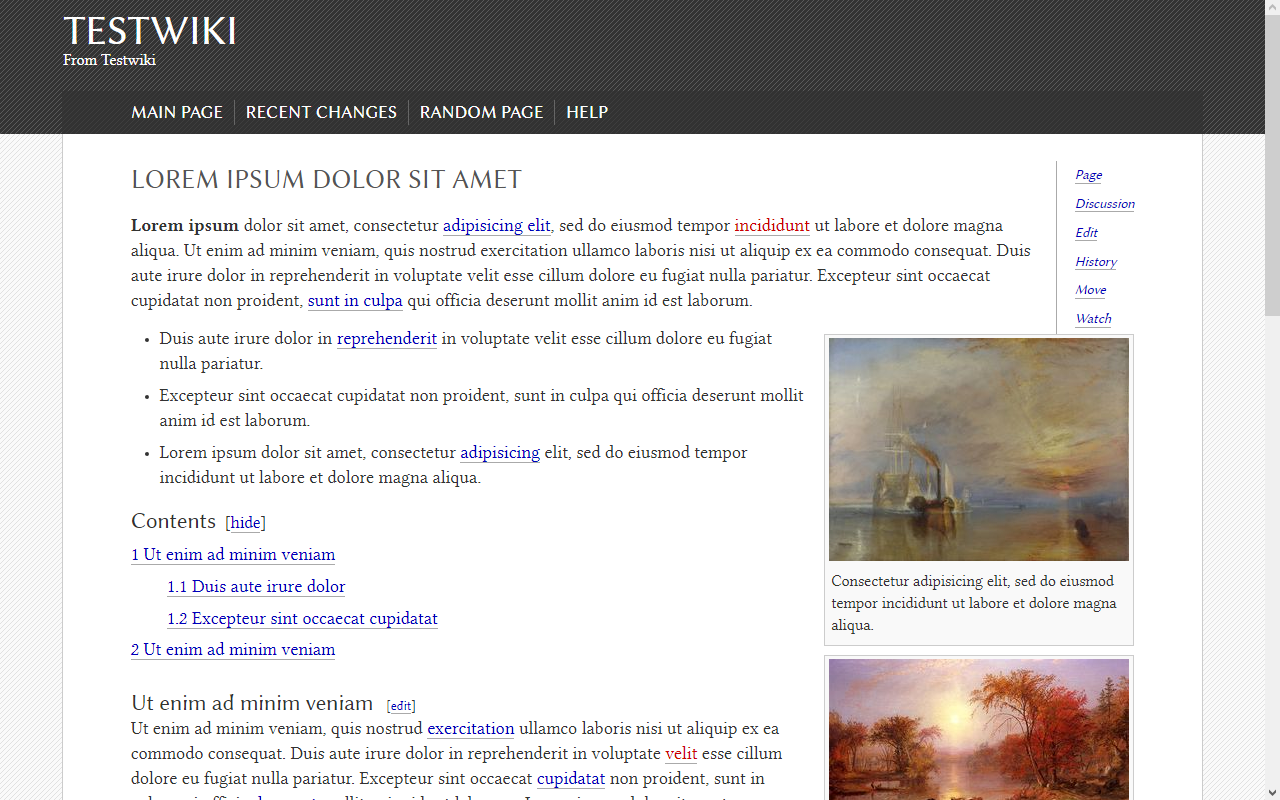 TESTWIKI
From Testwiki
MAIN PAGE
RECENT CHANGES
RANDOM PAGE
HELP
LOREM IPSUM DOLOR SIT AMET
Lorem ipsum dolor sit amet, consectetur adipisicing elit, sed do eiusmod tempor incididunt ut labore et dolore magna
aliqua. Ut enim ad minim veniam, quis nostrud exercitation ullamco laboris nisi ut aliquip ex ea commodo consequat. Duis
aute irure dolor in reprehenderit in voluptate velit esse cillum dolore eu fugiat nulla pariatur. Excepteur sint occaecat
cupidatat non proident, sunt in culpa qui officia deserunt mollit anim id est laborum.
Page
Discussion
Edit
History
Move
Watch
• Duis aute irure dolor in reprehenderit in voluptate velit esse cillum dolore eu fugiat
nulla pariatur.
• Excepteur sint occaecat cupidatat non proident, sunt in culpa qui officia deserunt mollit
anim id est laborum.
• Lorem ipsum dolor sit amet, consectetur adipisicing elit, sed do eiusmod tempor
incididunt ut labore et dolore magna aliqua.
Consectetur adipisicing elit, sed do eiusmod
tempor incididunt ut labore et dolore magna
aliqua.
Contents [hide]
1 Ut enim ad minim veniam
1.1 Duis aute irure dolor
1.2 Excepteur sint occaecat cupidatat
2 Ut enim ad minim veniam
Ut enim ad minim veniam [edit]
Ut enim ad minim veniam, quis nostrud exercitation ullamco laboris nisi ut aliquip ex ea
commodo consequat. Duis aute irure dolor in reprehenderit in voluptate velit esse cillum
dolore eu fugiat nulla pariatur. Excepteur sint occaecat cupidatat non proident, sunt in